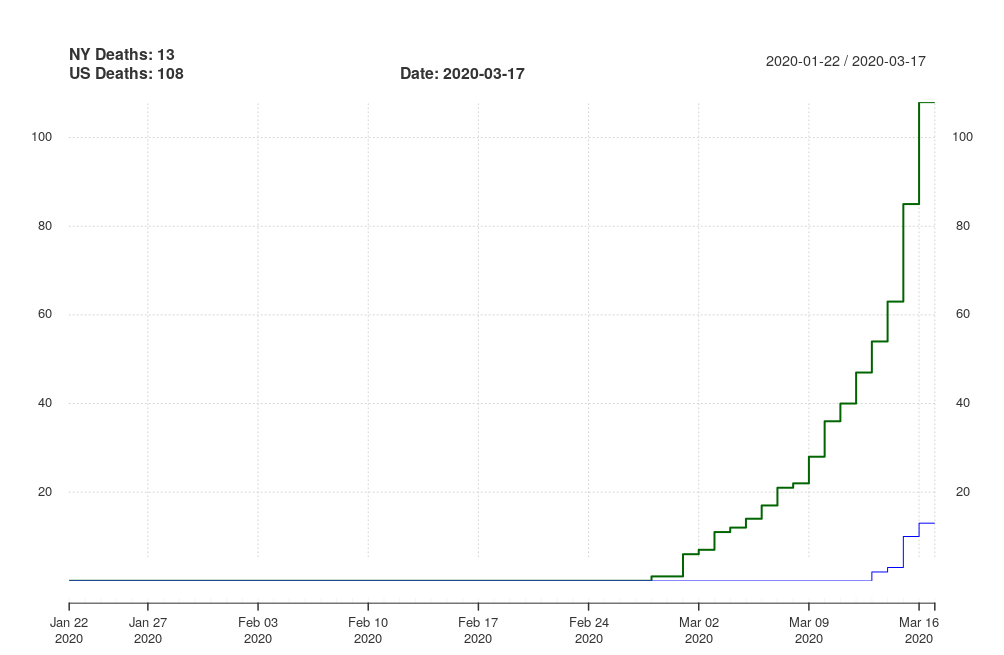 NY Deaths: 13
US Deaths: 108
Date: 2020-03-17
2020-01-22 / 2020-03-17
100 100
80 80
60 60
40 40
20 20
Jan 22 Jan 27 Feb 03 Feb 10 Feb 17 Feb 24 Mar 02 Mar 09 Mar 16
2020 2020 2020 2020 2020 2020 2020 2020 2020